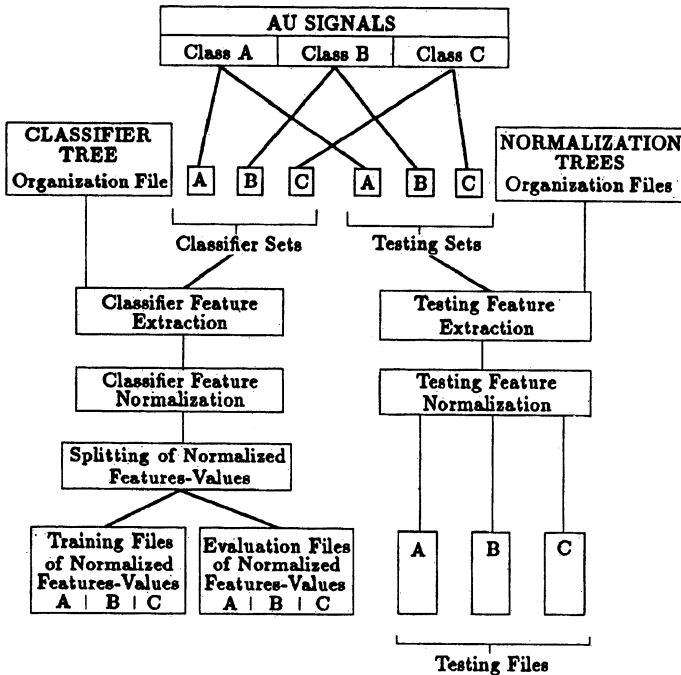 AU SIGNALS
Class A Class B Class C
CLASSIFIER
TREE
Organization File
NORMALIZATION
TREES
Organization Files
A B C A B C
Classifier Sets Testing Sets
Classifier Feature
Extraction
Testing Feature
Extraction
Classifier Feature
Normalization
Testing Feature
Normalization
Splitting of Normalized
Features-Values
Training Files
of Normalized
Features-Values
A | B | C
Evaluation Files
of Normalized
Features-Values
A | B | C
A B C
Testing Files